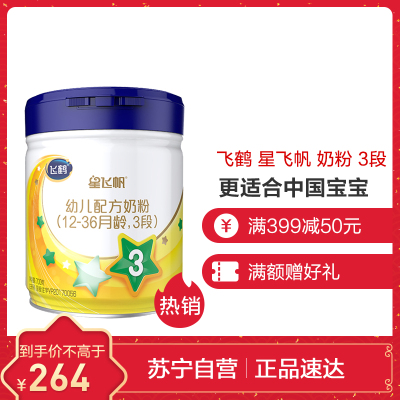 飞鹤
星飞帆
幼儿配方奶粉
(12-36月龄,3段)
3
飞鹤 星飞帆 奶粉 3段
更适合中国宝宝
¥ 满399减50元
¥ 满额赠好礼
热销
到手价不高于
¥264
苏宁自营 正品速达